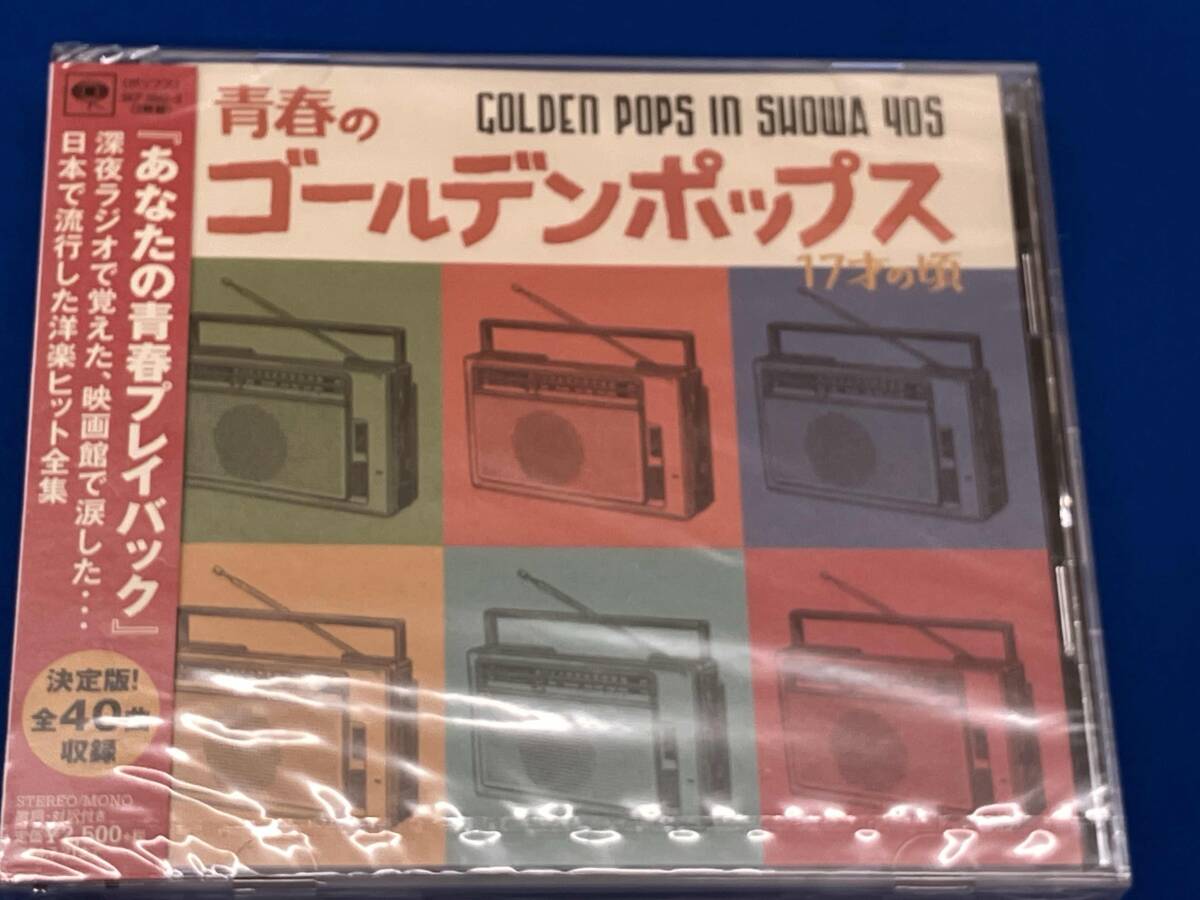 青春の
GOLDEN POPS IN SHOWA 40S
ゴールデンポップス
17才の頃
『あなたの青春プレイバック』
深夜ラジオで覚えた、映画館で涙した・・・
日本で流行した洋楽ヒット全集
決定版!
全40曲
収録
STEREO/MONO